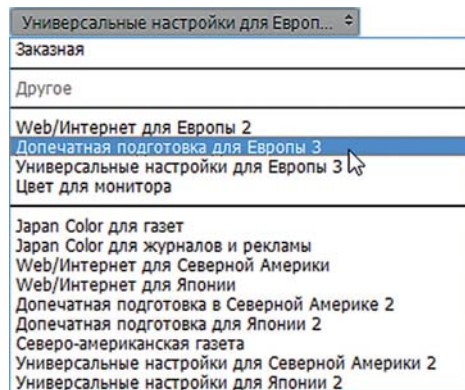 Универсальные настройки для Европ...
Заказная
Другое
Web/Интернет для Европы 2
Допечатная подготовка для Европы 3
Универсальные настройки для Европы 3
Цвет для монитора
Japan Color для газет
Japan Color для журналов и рекламы
Web/Интернет для Северной Америки
Web/Интернет для Японии
Допечатная подготовка в Северной Америке 2
Допечатная подготовка для Японии 2
Северо-американская газета
Универсальные настройки для Северной Америки 2
Универсальные настройки для Японии 2